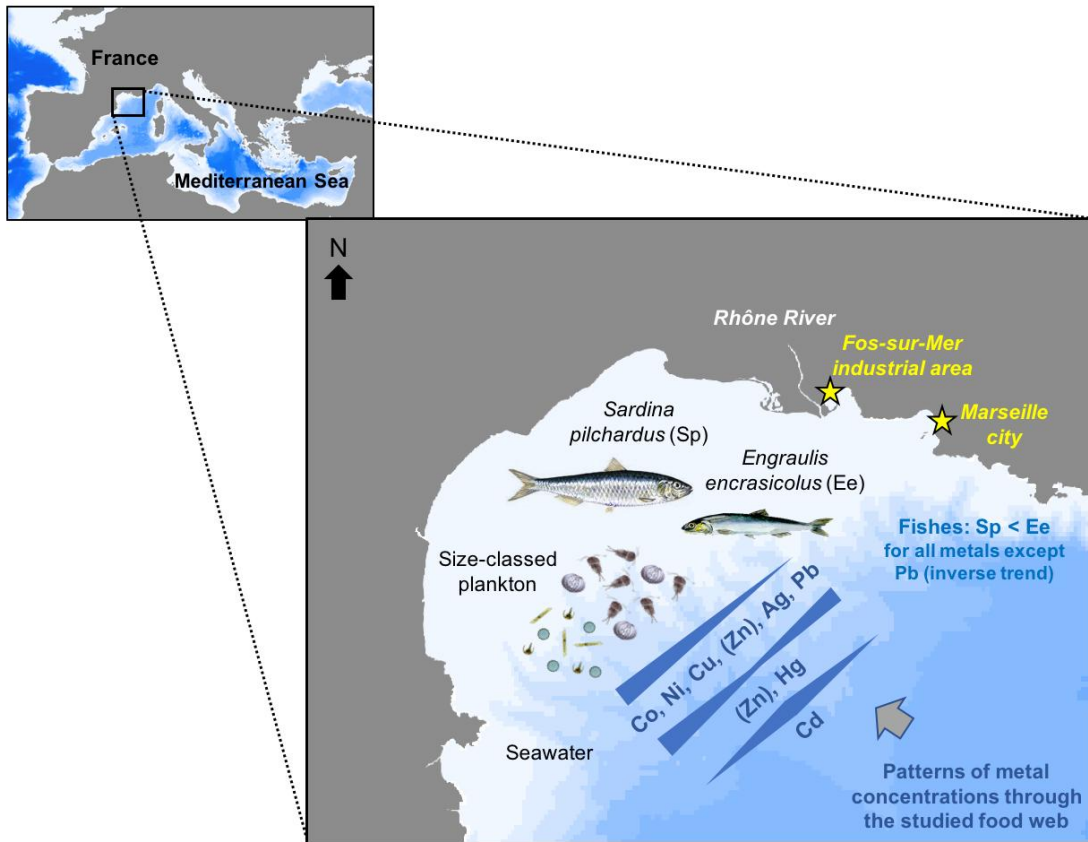 France
Mediterranean Sea
N
Rhône River
Fos-sur-Mer
industrial area
Marseille
city
Sardina
pilchardus (Sp)
Engraulis
encrasicolus (Ee)
Fishes: Sp < Ee
for all metals except
Pb (inverse trend)
Size-classed
plankton
Co, Ni, Cu, (Zn), Ag, Pb
(Zn), Hg
Cd
Seawater
Patterns of metal
concentrations through
the studied food web